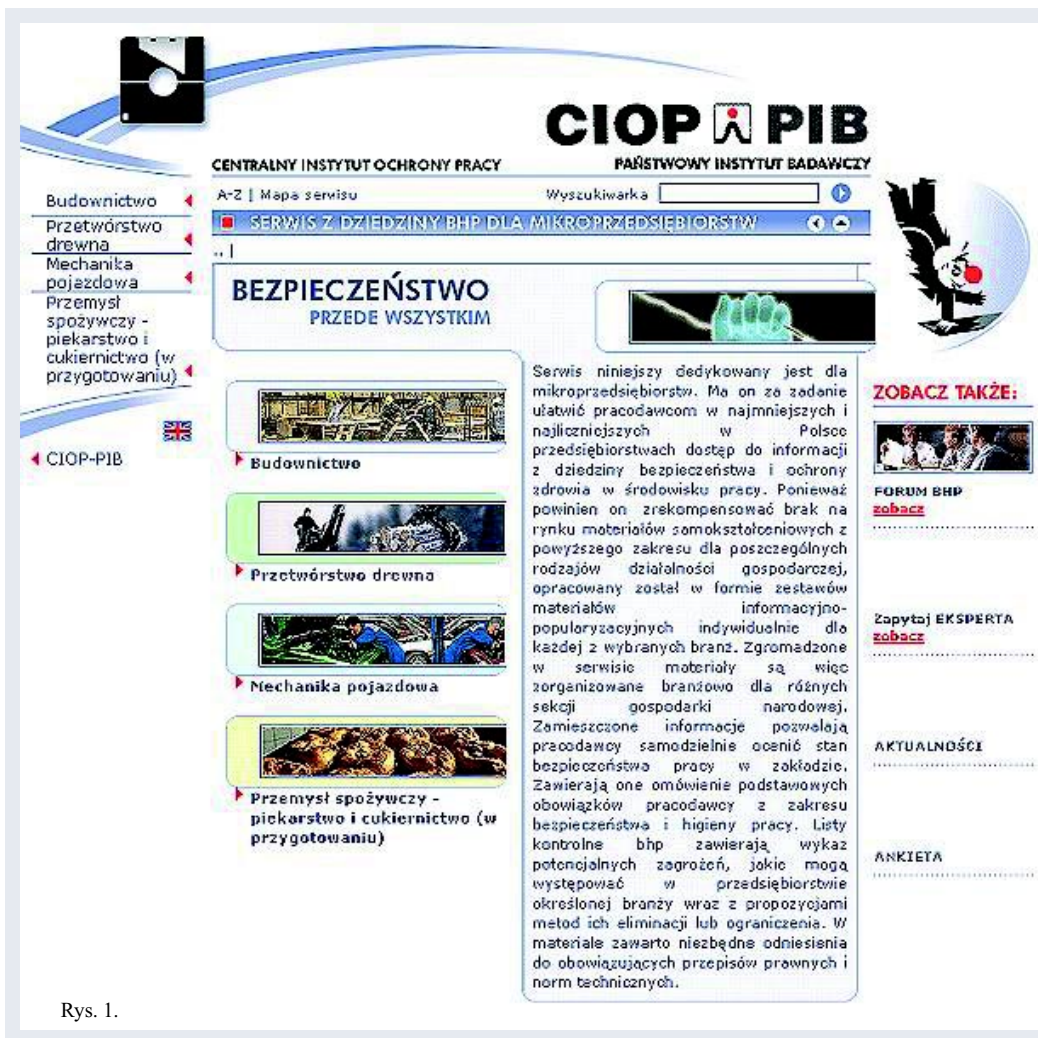 CIOP PIB
CENTRALNY INSTYTUT OCHRONY PRACY
PAŃSTWOWY INSTYTUT BADAWCZY
A-Z | Mapa serwisu
Wyszukiwarka
SERWIS Z DZIEDZINY BHP DLA MIKROPRZEDSIĘBIORSTW
.. |
Budownictwo
Przetwórstwo
drewna
Mechanika
pojazdowa
Przemysł
spożywczy -
piekarstwo i
cukiernictwo (w
przygotowaniu)
CIOP-PIB
BEZPIECZEŃSTWO
PRZEDE WSZYSTKIM
Budownictwo
Przetwórstwo drewna
Mechanika pojazdowa
Przemysł spożywczy -
piekarstwo i cukiernictwo (w
przygotowaniu)
Serwis niniejszy dedykowany jest dla
mikroprzedsiębiorstw. Ma on za zadanie
ułatwić pracodawcom w najmniejszych i
najliczniejszych w Polsce
przedsiębiorstwach dostęp do informacji
z dziedziny bezpieczeństwa i ochrony
zdrowia w środowisku pracy. Ponieważ
powinien on zrekompensować brak na
rynku materiałów samokształceniowych z
powyższego zakresu dla poszczególnych
rodzajów działalności gospodarczej,
opracowany został w formie zestawów
materiałów informacyjno-
popularyzacyjnych indywidualnie dla
każdej z wybranych branż. Zgromadzone
w serwisie materiały są więc
zorganizowane branżowo dla różnych
sekcji gospodarki narodowej.
Zamieszczone informacje pozwalają
pracodawcy samodzielnie ocenić stan
bezpieczeństwa pracy w zakładzie.
Zawierają one omówienie podstawowych
obowiązków pracodawcy z zakresu
bezpieczeństwa i higieny pracy. Listy
kontrolne bhp zawierają wykaz
potencjalnych zagrożeń, jakie mogą
występować w przedsiębiorstwie
określonej branży wraz z propozycjami
metod ich eliminacji lub ograniczenia. W
materiale zawarto niezbędne odniesienia
do obowiązujących przepisów prawnych i
norm technicznych.
ZOBACZ TAKŻE:
FORUM BHP
zobacz
Zapytaj EKSPERTA
zobacz
AKTUALNOŚCI
ANKIETA
Rys. 1.